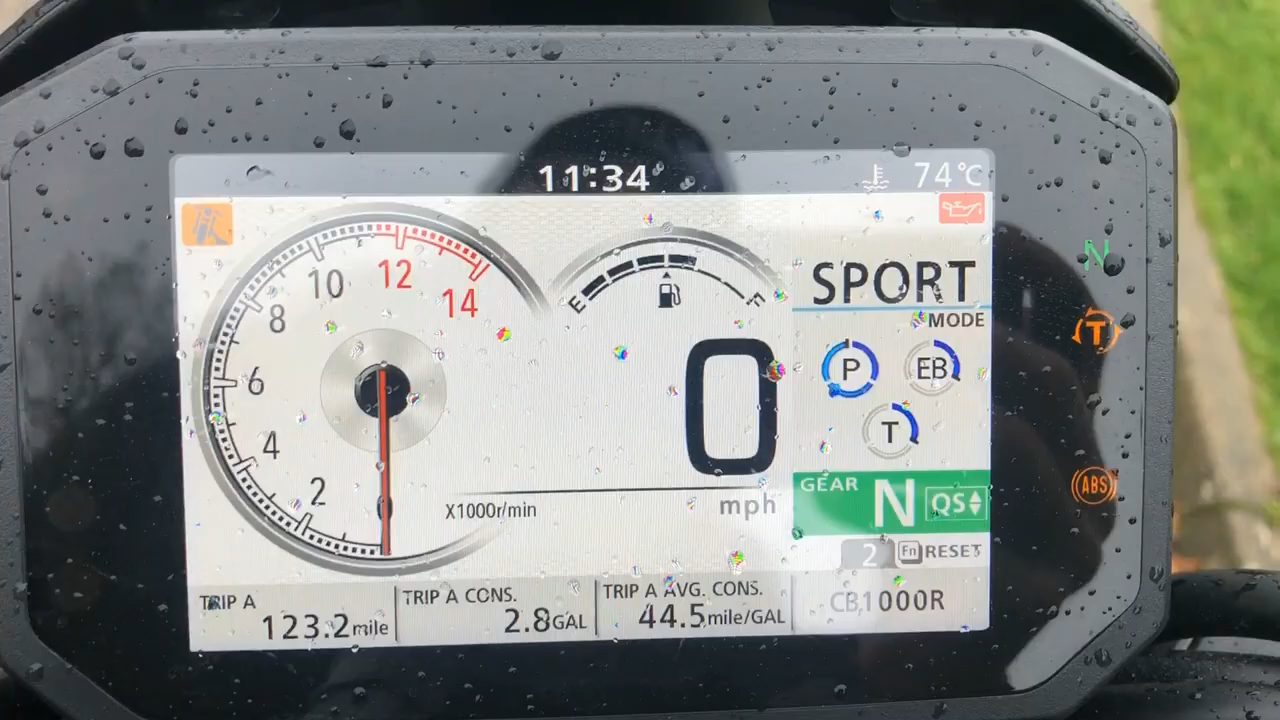 11:34
74°C
N
10
12
14
8
6
4
2
X1000r/min
E
F
0
mph
SPORT
MODE
P
EB
T
T
ABS
GEAR
N
QS
2
Fn
RESET
TRIP A
123.2mile
TRIP A CONS.
2.8GAL
TRIP A AVG. CONS.
44.5mile/GAL
CB1000R